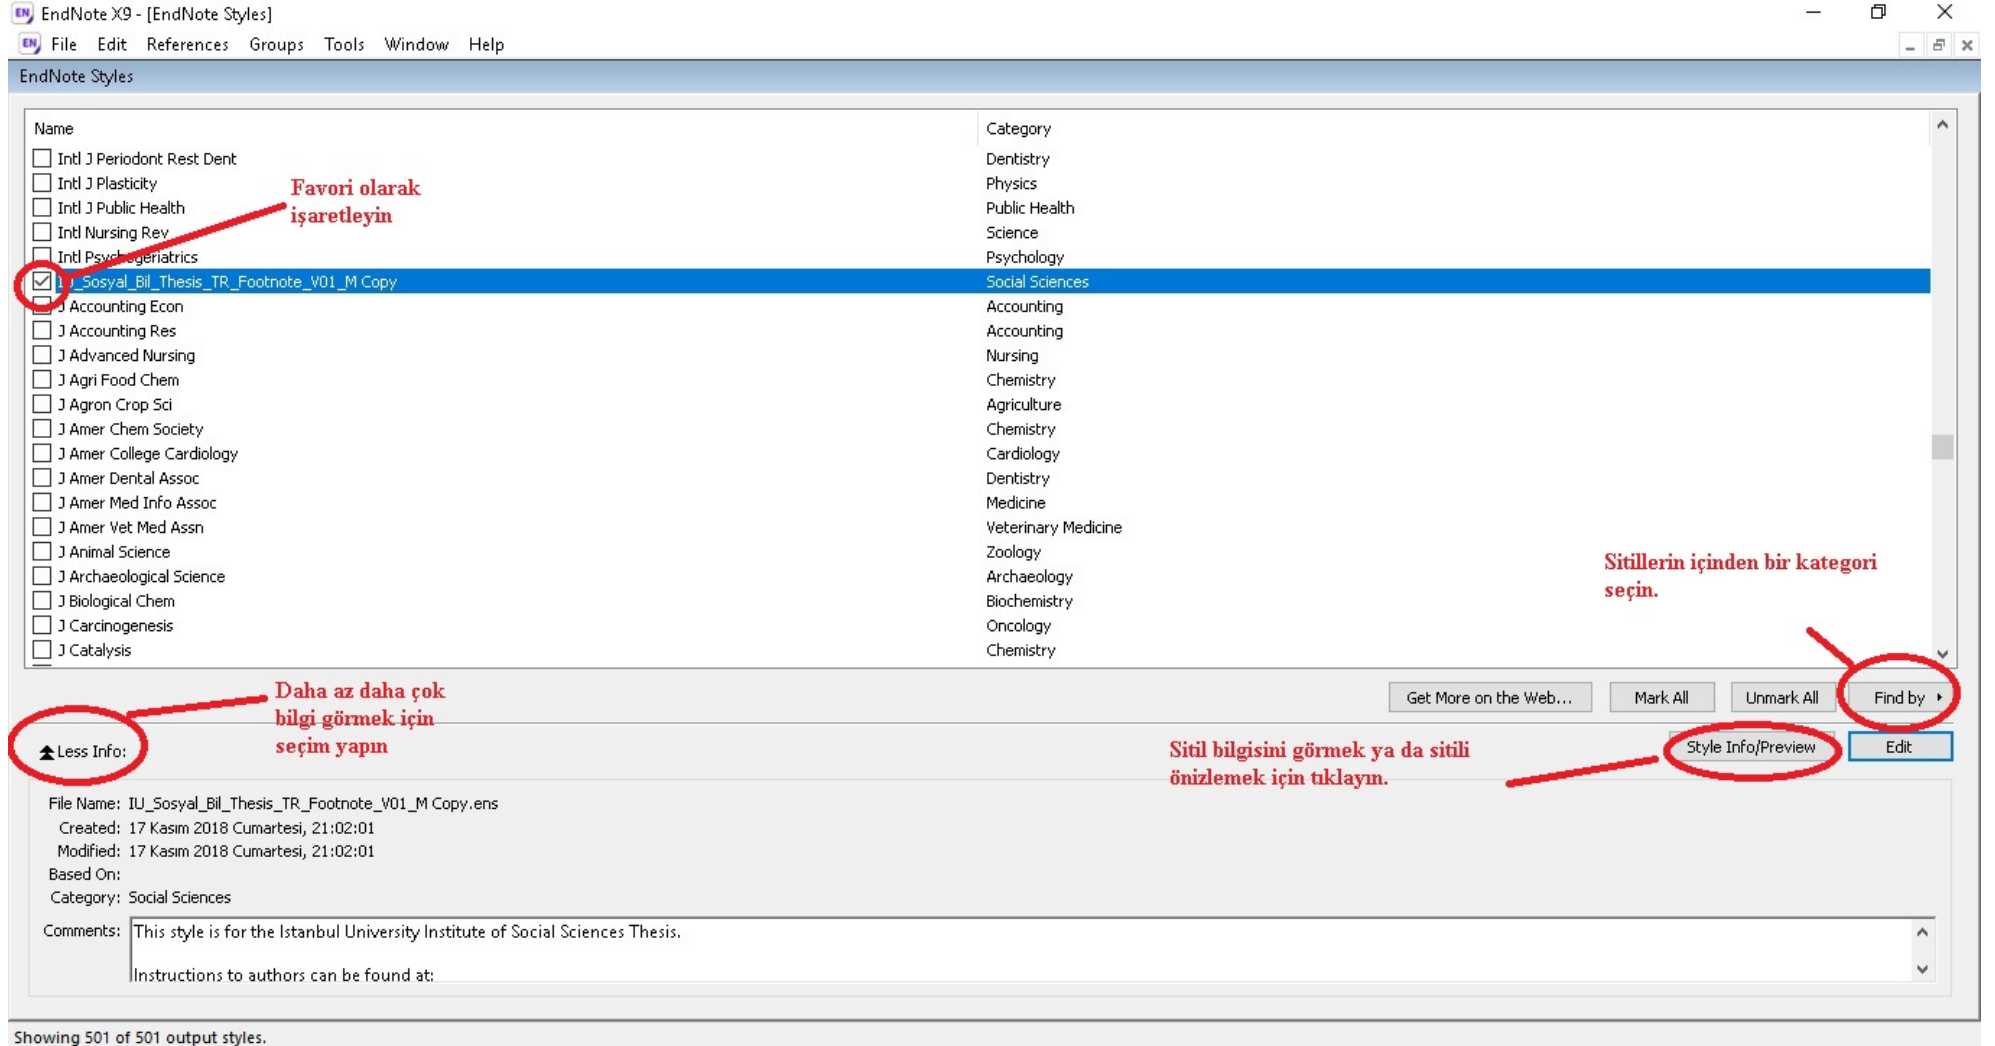 EndNote X9 - [EndNote Styles]
File Edit References Groups Tools Window Help
EndNote Styles
Name Category
Intl J Periodont Rest Dent Dentistry
Intl J Plasticity Physics
Favori olarak
işaretleyin
Intl J Public Health Public Health
Intl Nursing Rev Science
Intl Psychogeriatrics Psychology
IU_Sosyal_Bil_Thesis_TR_Footnote_V01_M Copy Social Sciences
J Accounting Econ Accounting
J Accounting Res Accounting
J Advanced Nursing Nursing
J Agri Food Chem Chemistry
J Agron Crop Sci Agriculture
J Amer Chem Society Chemistry
J Amer College Cardiology Cardiology
J Amer Dental Assoc Dentistry
J Amer Med Info Assoc Medicine
J Amer Vet Med Assn Veterinary Medicine
J Animal Science Zoology
J Archaeological Science Archaeology
J Biological Chem Biochemistry
J Carcinogenesis Oncology
J Catalysis Chemistry
Sitillerin içinden bir kategori
seçin.
Daha az daha çok
bilgi görmek için
seçim yapın
Get More on the Web... Mark All Unmark All Find by
Less Info:
Sitil bilgisini görmek ya da sitili
önizlemek için tıklayın.
Style Info/Preview Edit
File Name: IU_Sosyal_Bil_Thesis_TR_Footnote_V01_M Copy.ens
Created: 17 Kasım 2018 Cumartesi, 21:02:01
Modified: 17 Kasım 2018 Cumartesi, 21:02:01
Based On:
Category: Social Sciences
Comments: This style is for the Istanbul University Institute of Social Sciences Thesis.
Instructions to authors can be found at:
Showing 501 of 501 output styles.